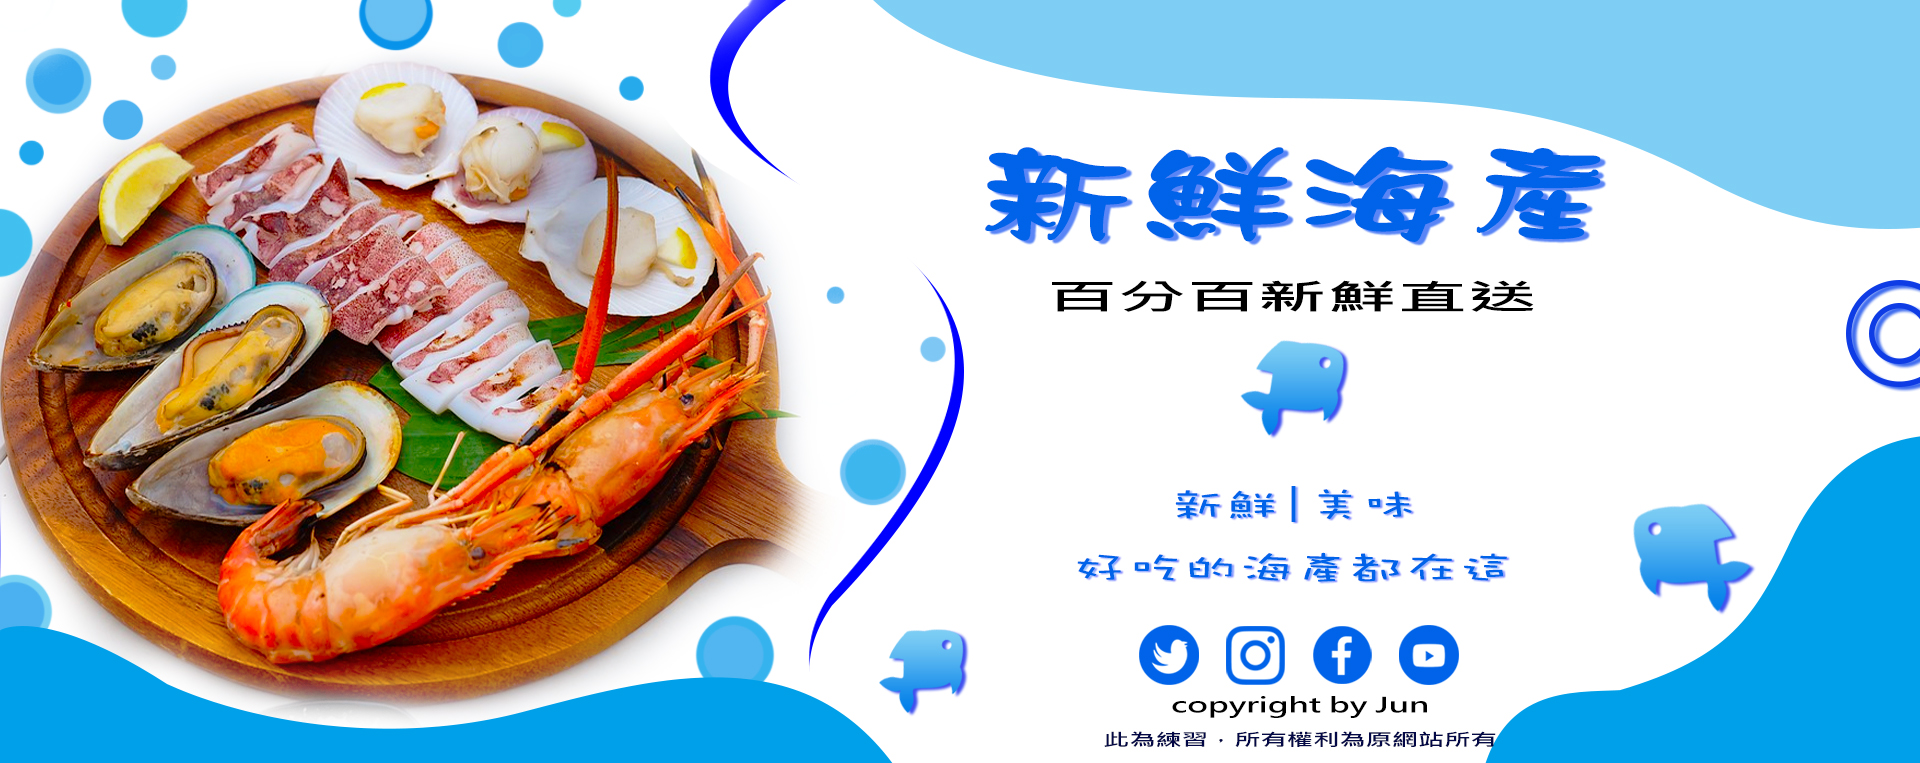 新鮮海產
百分百新鮮直送
新鮮|美味
好吃的海產都在這
copyright by Jun
此為練習．所有權利為原網站所有